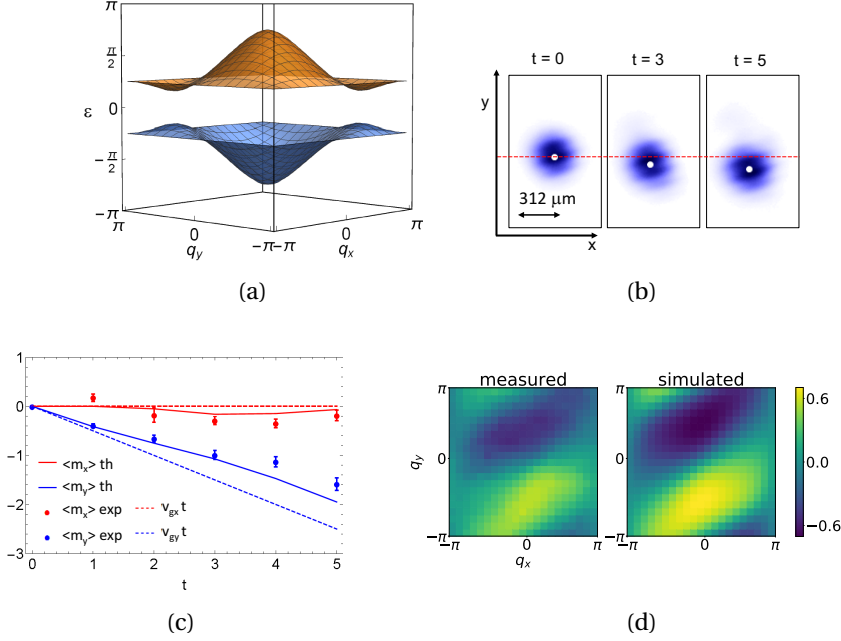 π
π/2
0
−π/2
−π
ε
π
0
−π
q_y
−π
0
π
q_x
(a)
t = 0
t = 3
t = 5
y
312 μm
x
(b)
1
0
−1
−2
−3
0
1
2
3
4
5
t
<m_x> th
<m_y> th
<m_x> exp
<m_y> exp
v_gx t
v_gy t
(c)
measured
simulated
π
0
−π
q_y
−π
0
π
q_x
π
0
−π
−π
0
π
0.6
0.0
−0.6
(d)